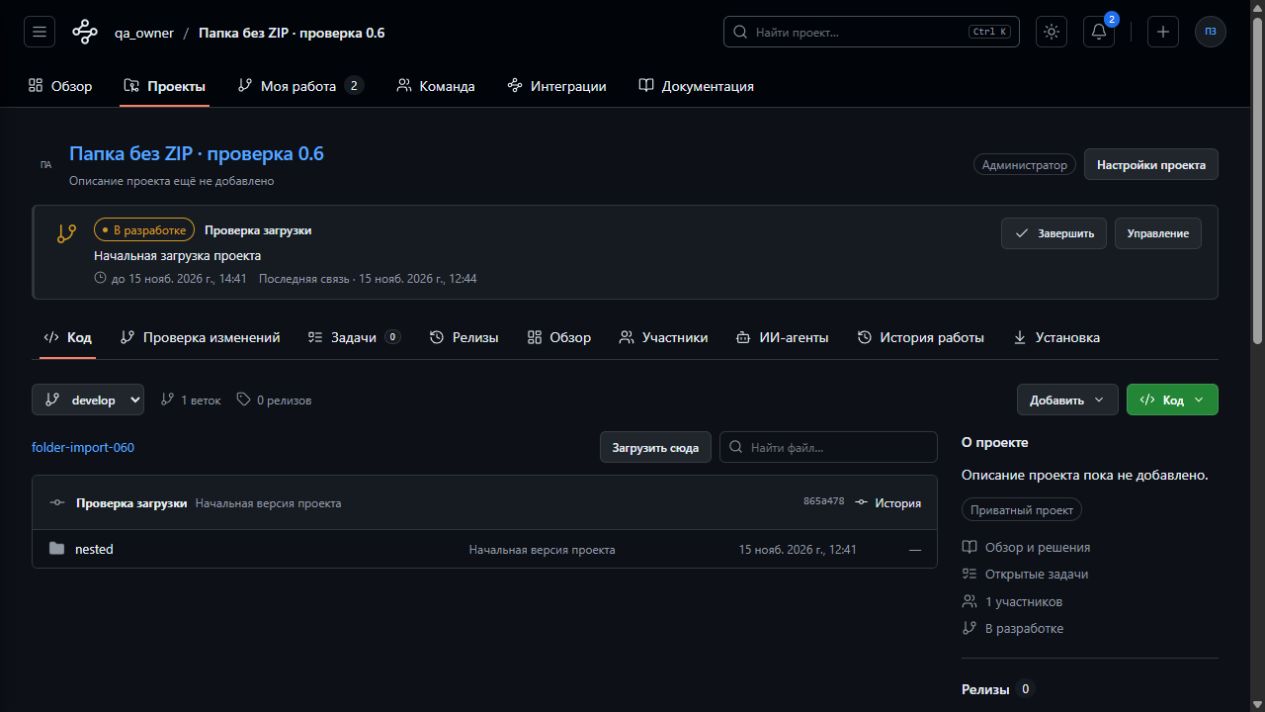 qa_owner / Папка без ZIP · проверка 0.6
Найти проект... Ctrl K
2
ПЗ
Обзор Проекты Моя работа 2 Команда Интеграции Документация
ПА
Папка без ZIP · проверка 0.6
Описание проекта ещё не добавлено
Администратор Настройки проекта
В разработке Проверка загрузки
Начальная загрузка проекта
до 15 нояб. 2026 г., 14:41 Последняя связь · 15 нояб. 2026 г., 12:44
Завершить Управление
Код Проверка изменений Задачи 0 Релизы Обзор Участники ИИ-агенты История работы Установка
develop 1 веток 0 релизов
Добавить Код
folder-import-060
Загрузить сюда Найти файл...
Проверка загрузки Начальная версия проекта 865a478 История
nested Начальная версия проекта 15 нояб. 2026 г., 12:41 —
О проекте
Описание проекта пока не добавлено.
Приватный проект
Обзор и решения
Открытые задачи
1 участников
В разработке
Релизы 0